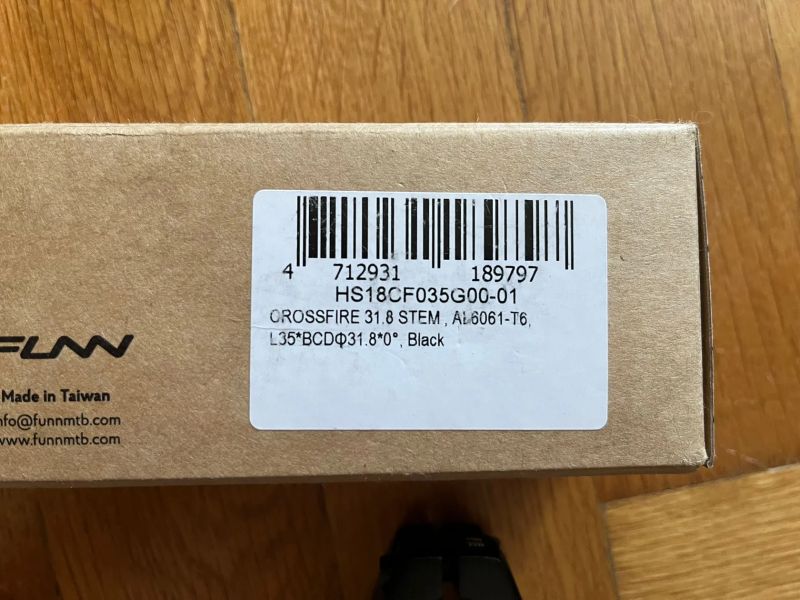 4 712931 189797
HS18CF035G00-01
CROSSFIRE 31.8 STEM , AL6061-T6,
L35*BCDφ31.8*0°, Black
FUNN
Made in Taiwan
info@funnmtb.com
www.funnmtb.com